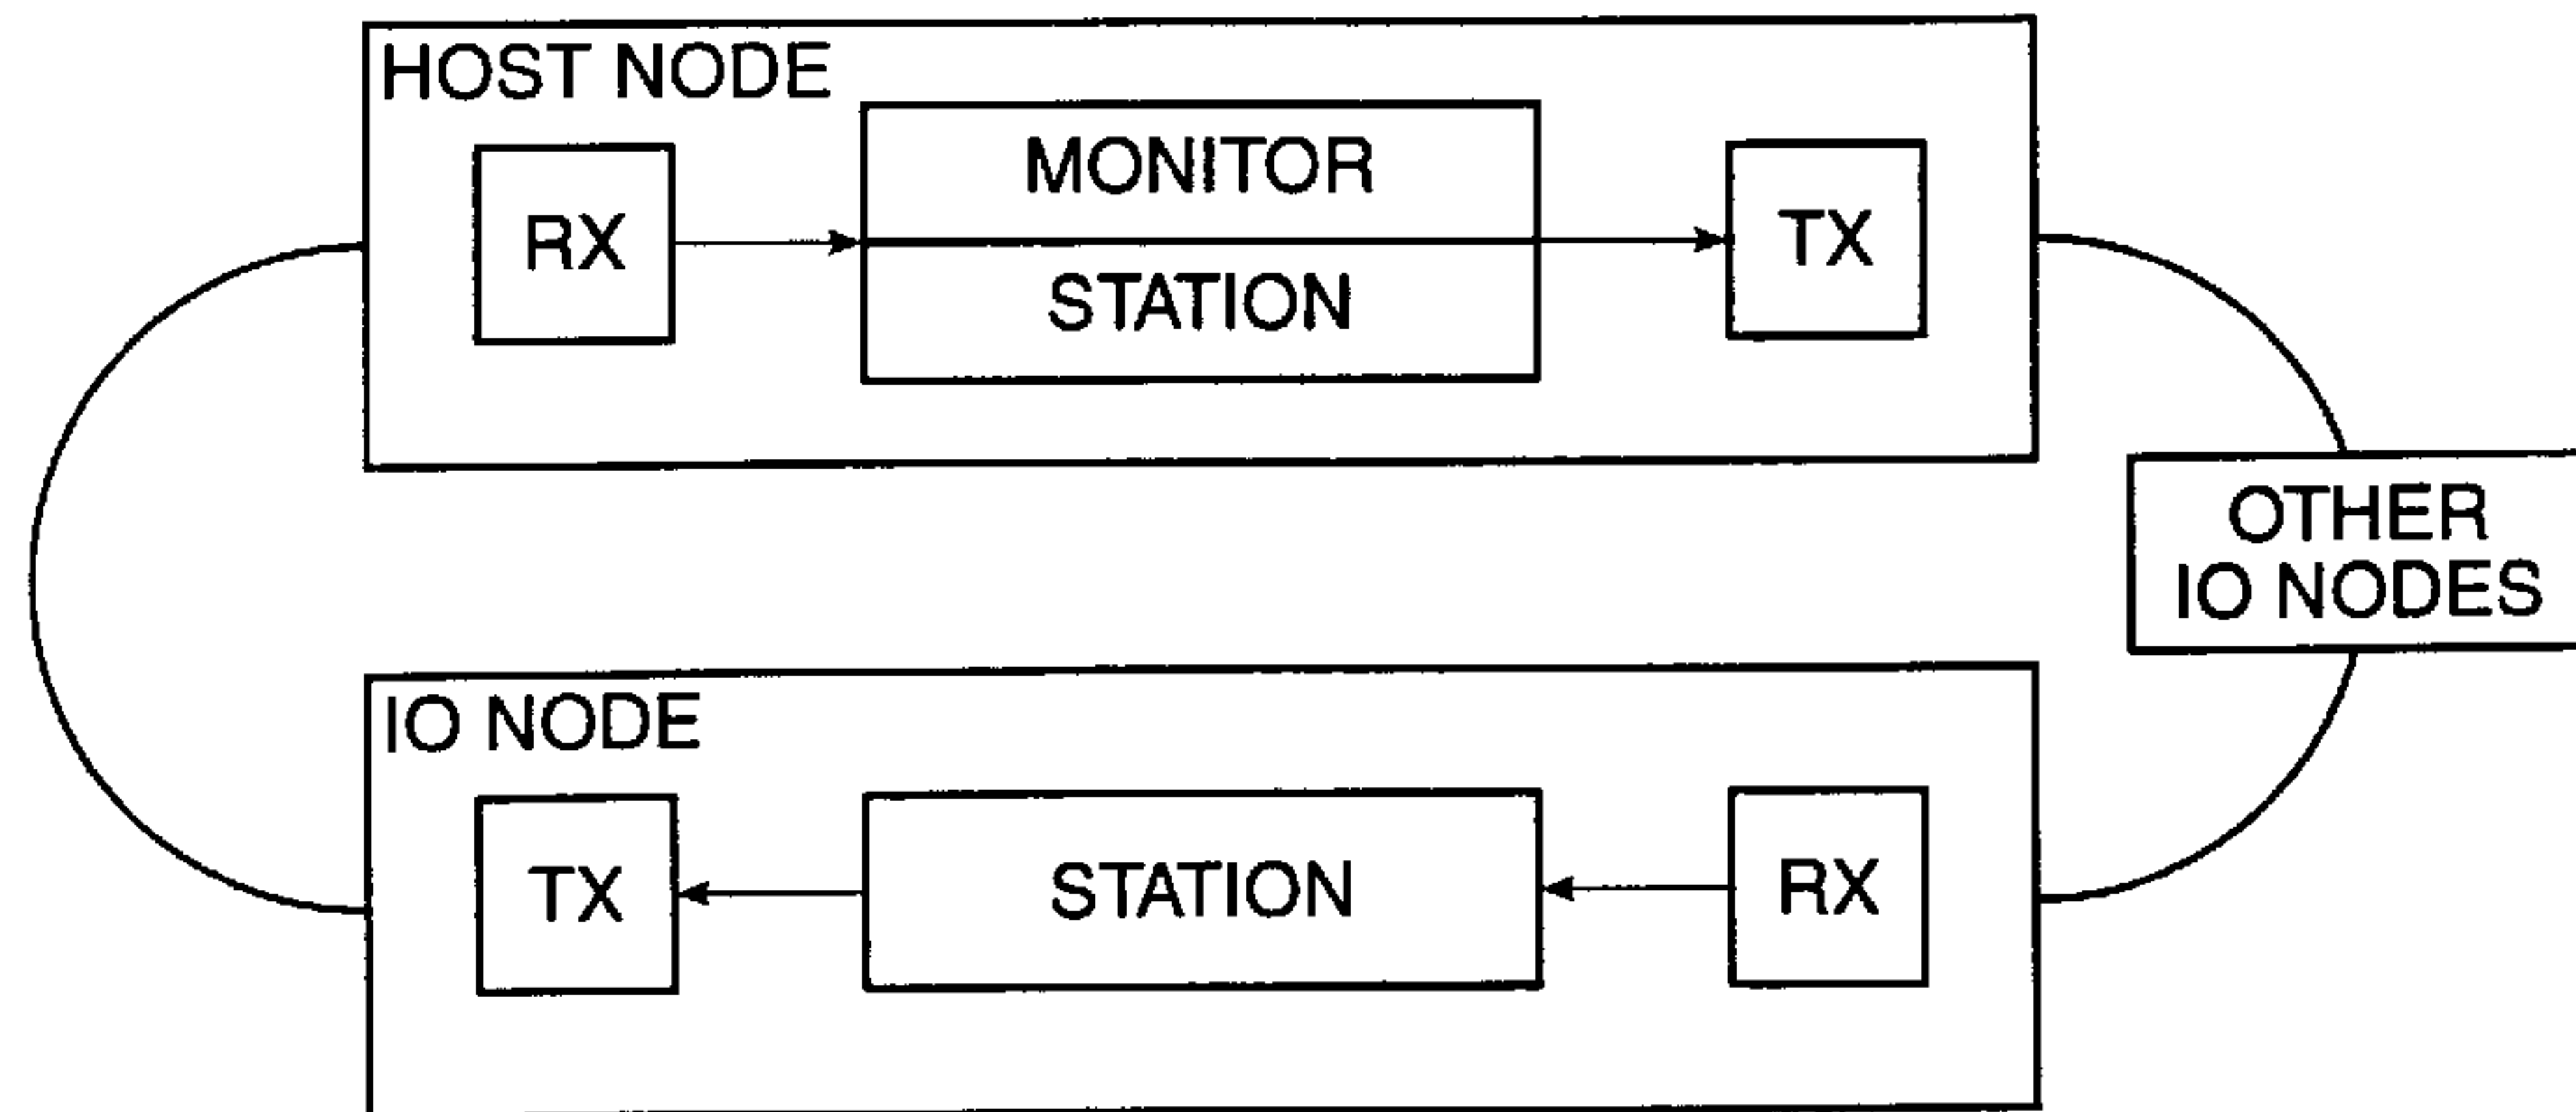 HOST NODE
RX
MONITOR
STATION
TX
OTHER
IO NODES
IO NODE
TX
STATION
RX